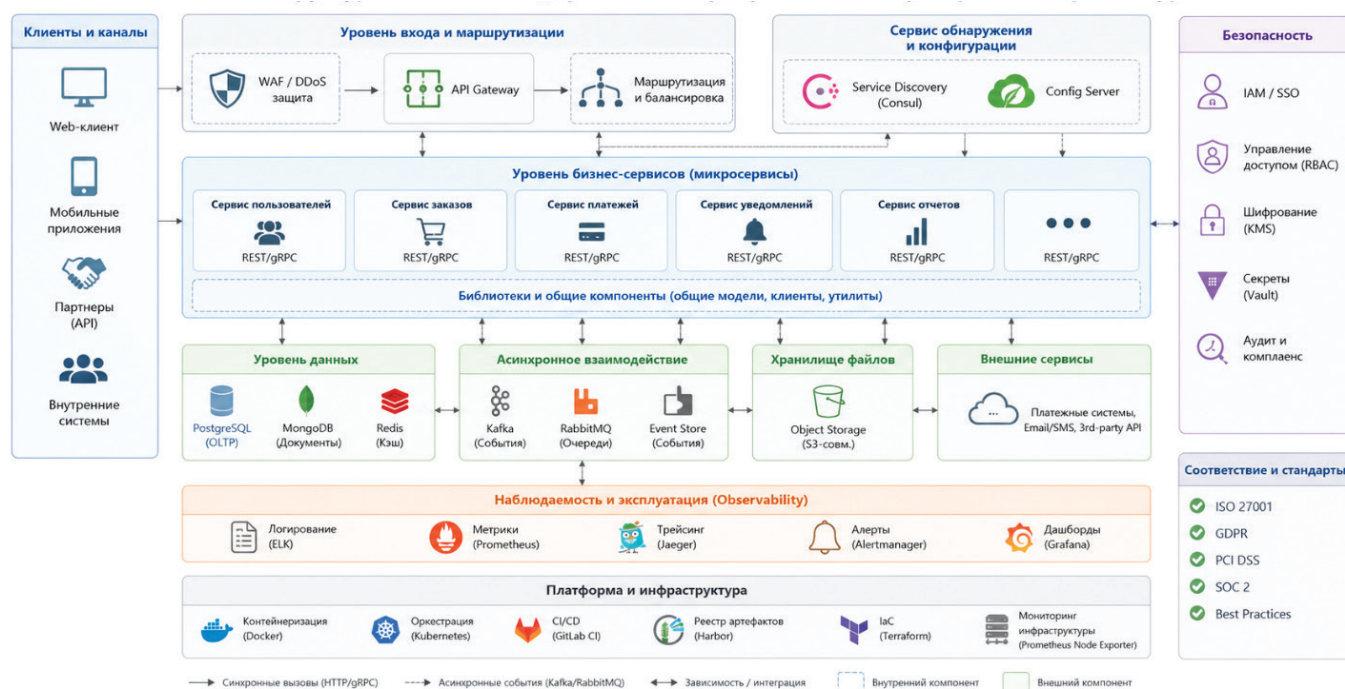 Клиенты и каналы
Web-клиент
Мобильные
приложения
Партнеры
(API)
Внутренние
системы
Уровень входа и маршрутизации
WAF / DDoS
защита
API Gateway
Маршрутизация
и балансировка
Сервис обнаружения
и конфигурации
Service Discovery
(Consul)
Config Server
Уровень бизнес-сервисов (микросервисы)
Сервис пользователей
REST/gRPC
Сервис заказов
REST/gRPC
Сервис платежей
REST/gRPC
Сервис уведомлений
REST/gRPC
Сервис отчетов
REST/gRPC
REST/gRPC
Библиотеки и общие компоненты (общие модели, клиенты, утилиты)
Уровень данных
PostgreSQL
(OLTP)
MongoDB
(Документы)
Redis
(Кэш)
Асинхронное взаимодействие
Kafka
(События)
RabbitMQ
(Очереди)
Event Store
(События)
Хранилище файлов
Object Storage
(S3-совм.)
Внешние сервисы
Платежные системы,
Email/SMS, 3rd-party API
Наблюдаемость и эксплуатация (Observability)
Логирование
(ELK)
Метрики
(Prometheus)
Трейсинг
(Jaeger)
Алерты
(Alertmanager)
Дашборды
(Grafana)
Платформа и инфраструктура
Контейнеризация
(Docker)
Оркестрация
(Kubernetes)
CI/CD
(GitLab CI)
Реестр артефактов
(Harbor)
IaC
(Terraform)
Мониторинг
инфраструктуры
(Prometheus Node Exporter)
Безопасность
IAM / SSO
Управление
доступом (RBAC)
Шифрование
(KMS)
Секреты
(Vault)
Аудит и
комплаенс
Соответствие и стандарты
ISO 27001
GDPR
PCI DSS
SOC 2
Best Practices
Синхронные вызовы (HTTP/gRPC)
Асинхронные события (Kafka/RabbitMQ)
Зависимость / интеграция
Внутренний компонент
Внешний компонент